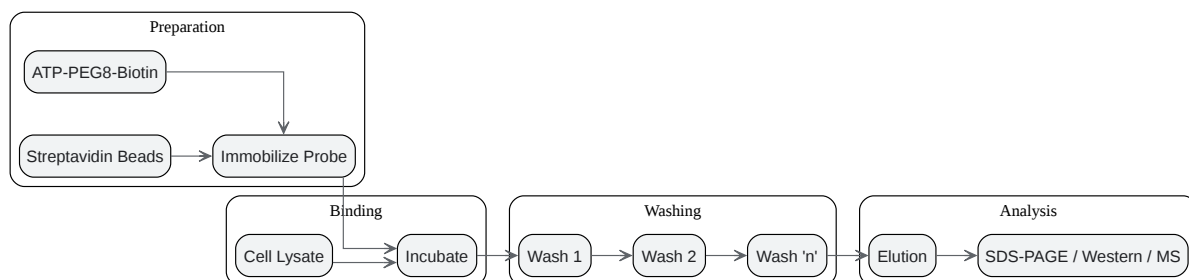 Preparation
ATP-PEG8-Biotin
Streptavidin Beads
Immobilize Probe
Binding
Cell Lysate
Incubate
Washing
Wash 1
Wash 2
Wash 'n'
Analysis
Elution
SDS-PAGE / Western / MS